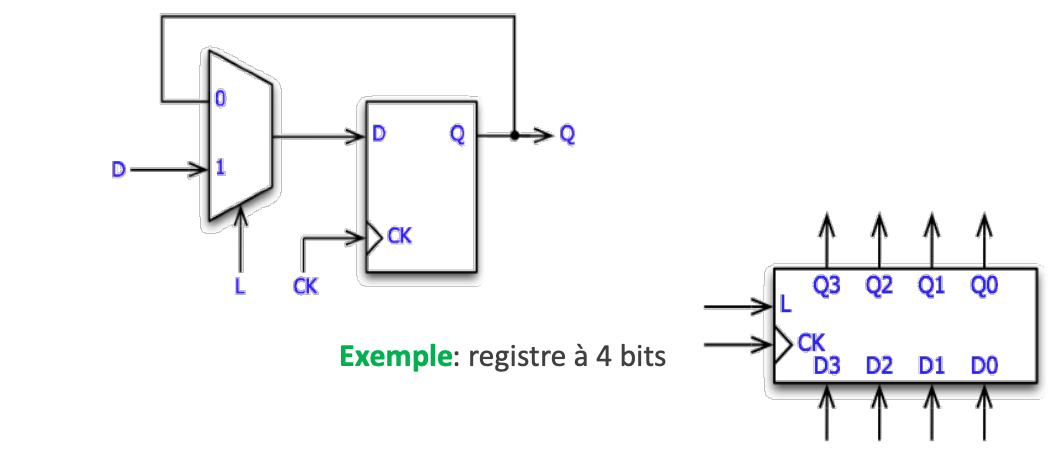 0
D Q Q
D 1
CK
L CK
Q3 Q2 Q1 Q0
L
Exemple: registre à 4 bits
CK
D3 D2 D1 D0